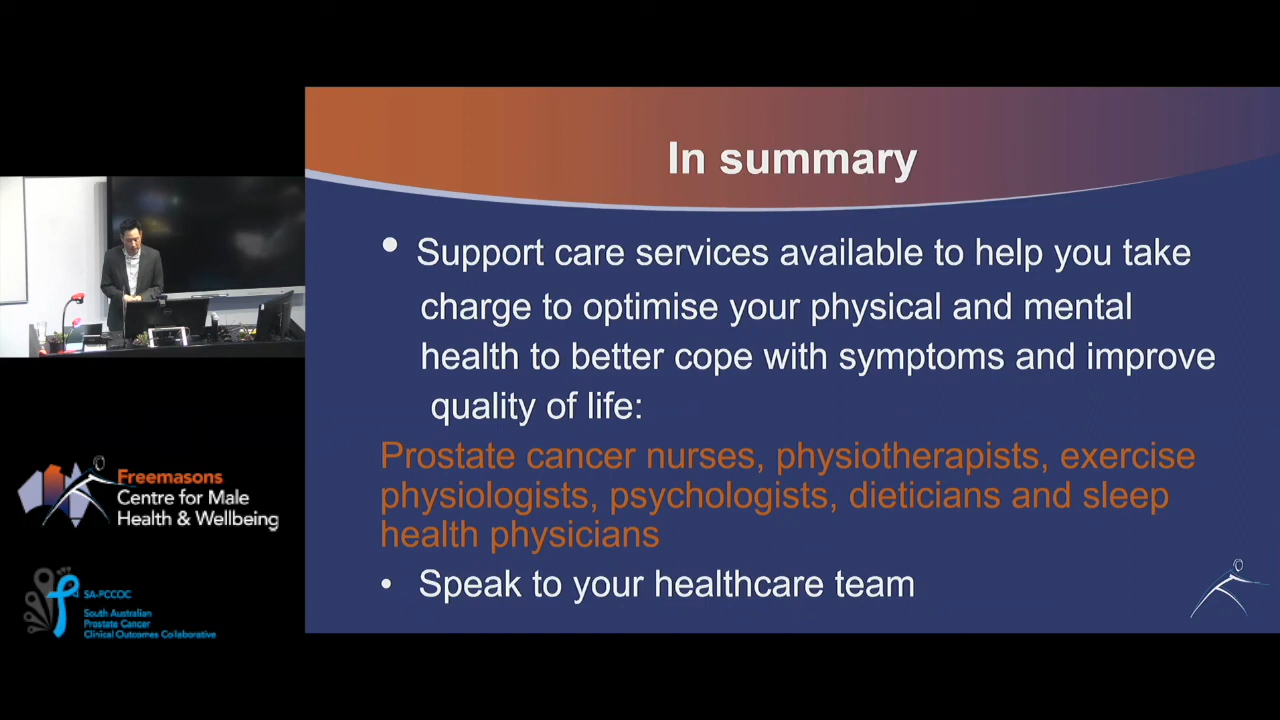 In summary
• Support care services available to help you take
charge to optimise your physical and mental
health to better cope with symptoms and improve
quality of life:
Prostate cancer nurses, physiotherapists, exercise
physiologists, psychologists, dieticians and sleep
health physicians
• Speak to your healthcare team
Freemasons
Centre for Male
Health & Wellbeing
SA-PCCOC
South Australian
Prostate Cancer
Clinical Outcomes Collaborative